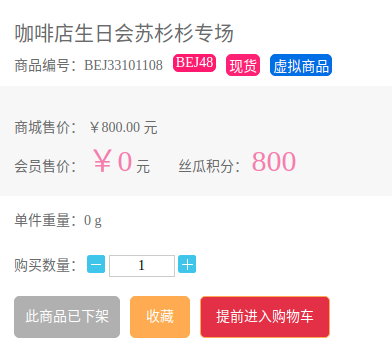 咖啡店生日会苏杉杉专场
商品编号：BEJ33101108 BEJ48 现货 虚拟商品
商城售价：￥800.00 元
会员售价：￥0元 丝瓜积分：800
单件重量：0 g
购买数量：－ 1 ＋
此商品已下架 收藏 提前进入购物车